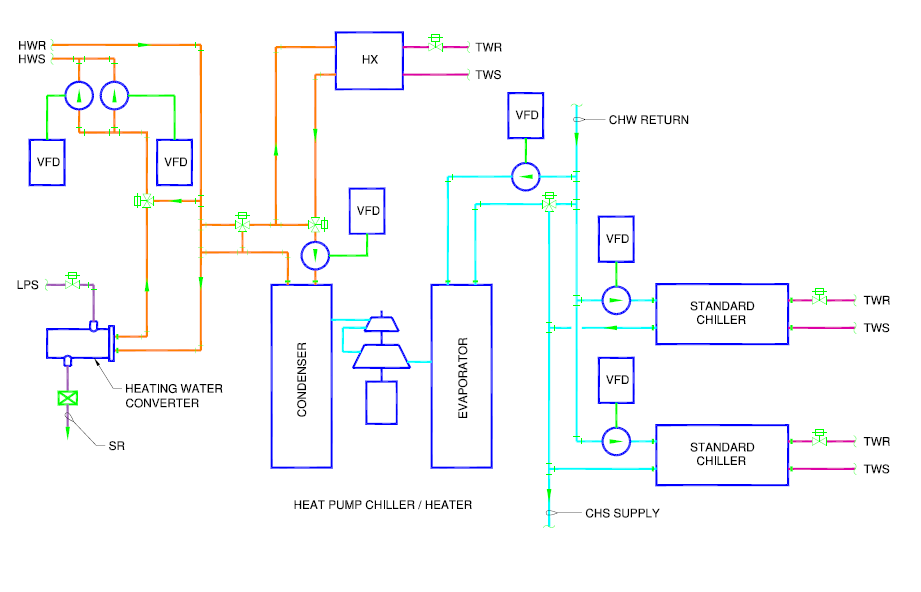 HWR
HWS
HX
TWR
TWS
VFD
CHW RETURN
VFD
VFD
VFD
VFD
LPS
STANDARD
CHILLER
TWR
TWS
HEATING WATER
CONVERTER
SR
CONDENSER
EVAPORATOR
VFD
STANDARD
CHILLER
TWR
TWS
HEAT PUMP CHILLER / HEATER
CHS SUPPLY